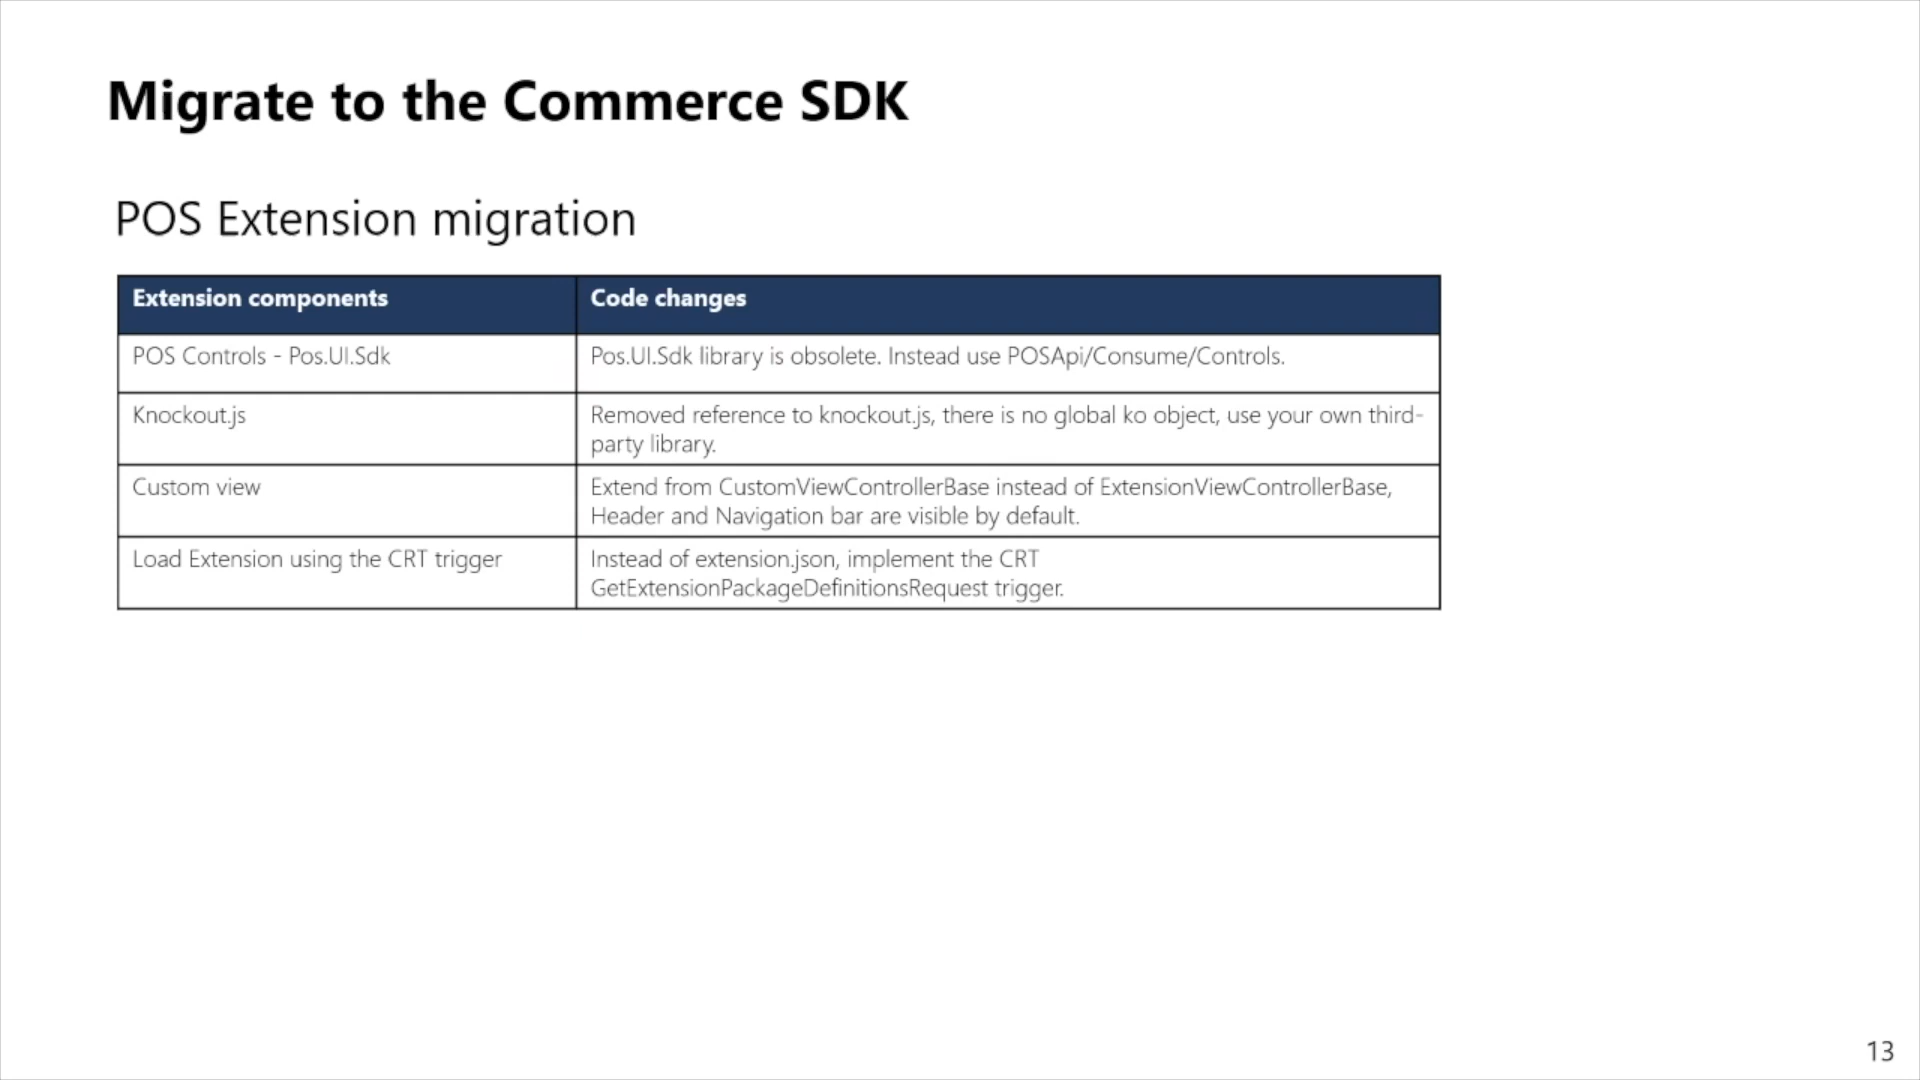 Migrate to the Commerce SDK
POS Extension migration
Extension components
Code changes
POS Controls - Pos.UI.Sdk
Pos.UI.Sdk library is obsolete. Instead use POSApi/Consume/Controls.
Knockout.js
Removed reference to knockout.js, there is no global ko object, use your own third-
party library.
Custom view
Extend from CustomViewControllerBase instead of ExtensionViewControllerBase,
Header and Navigation bar are visible by default.
Load Extension using the CRT trigger
Instead of extension.json, implement the CRT
GetExtensionPackageDefinitionsRequest trigger.
13